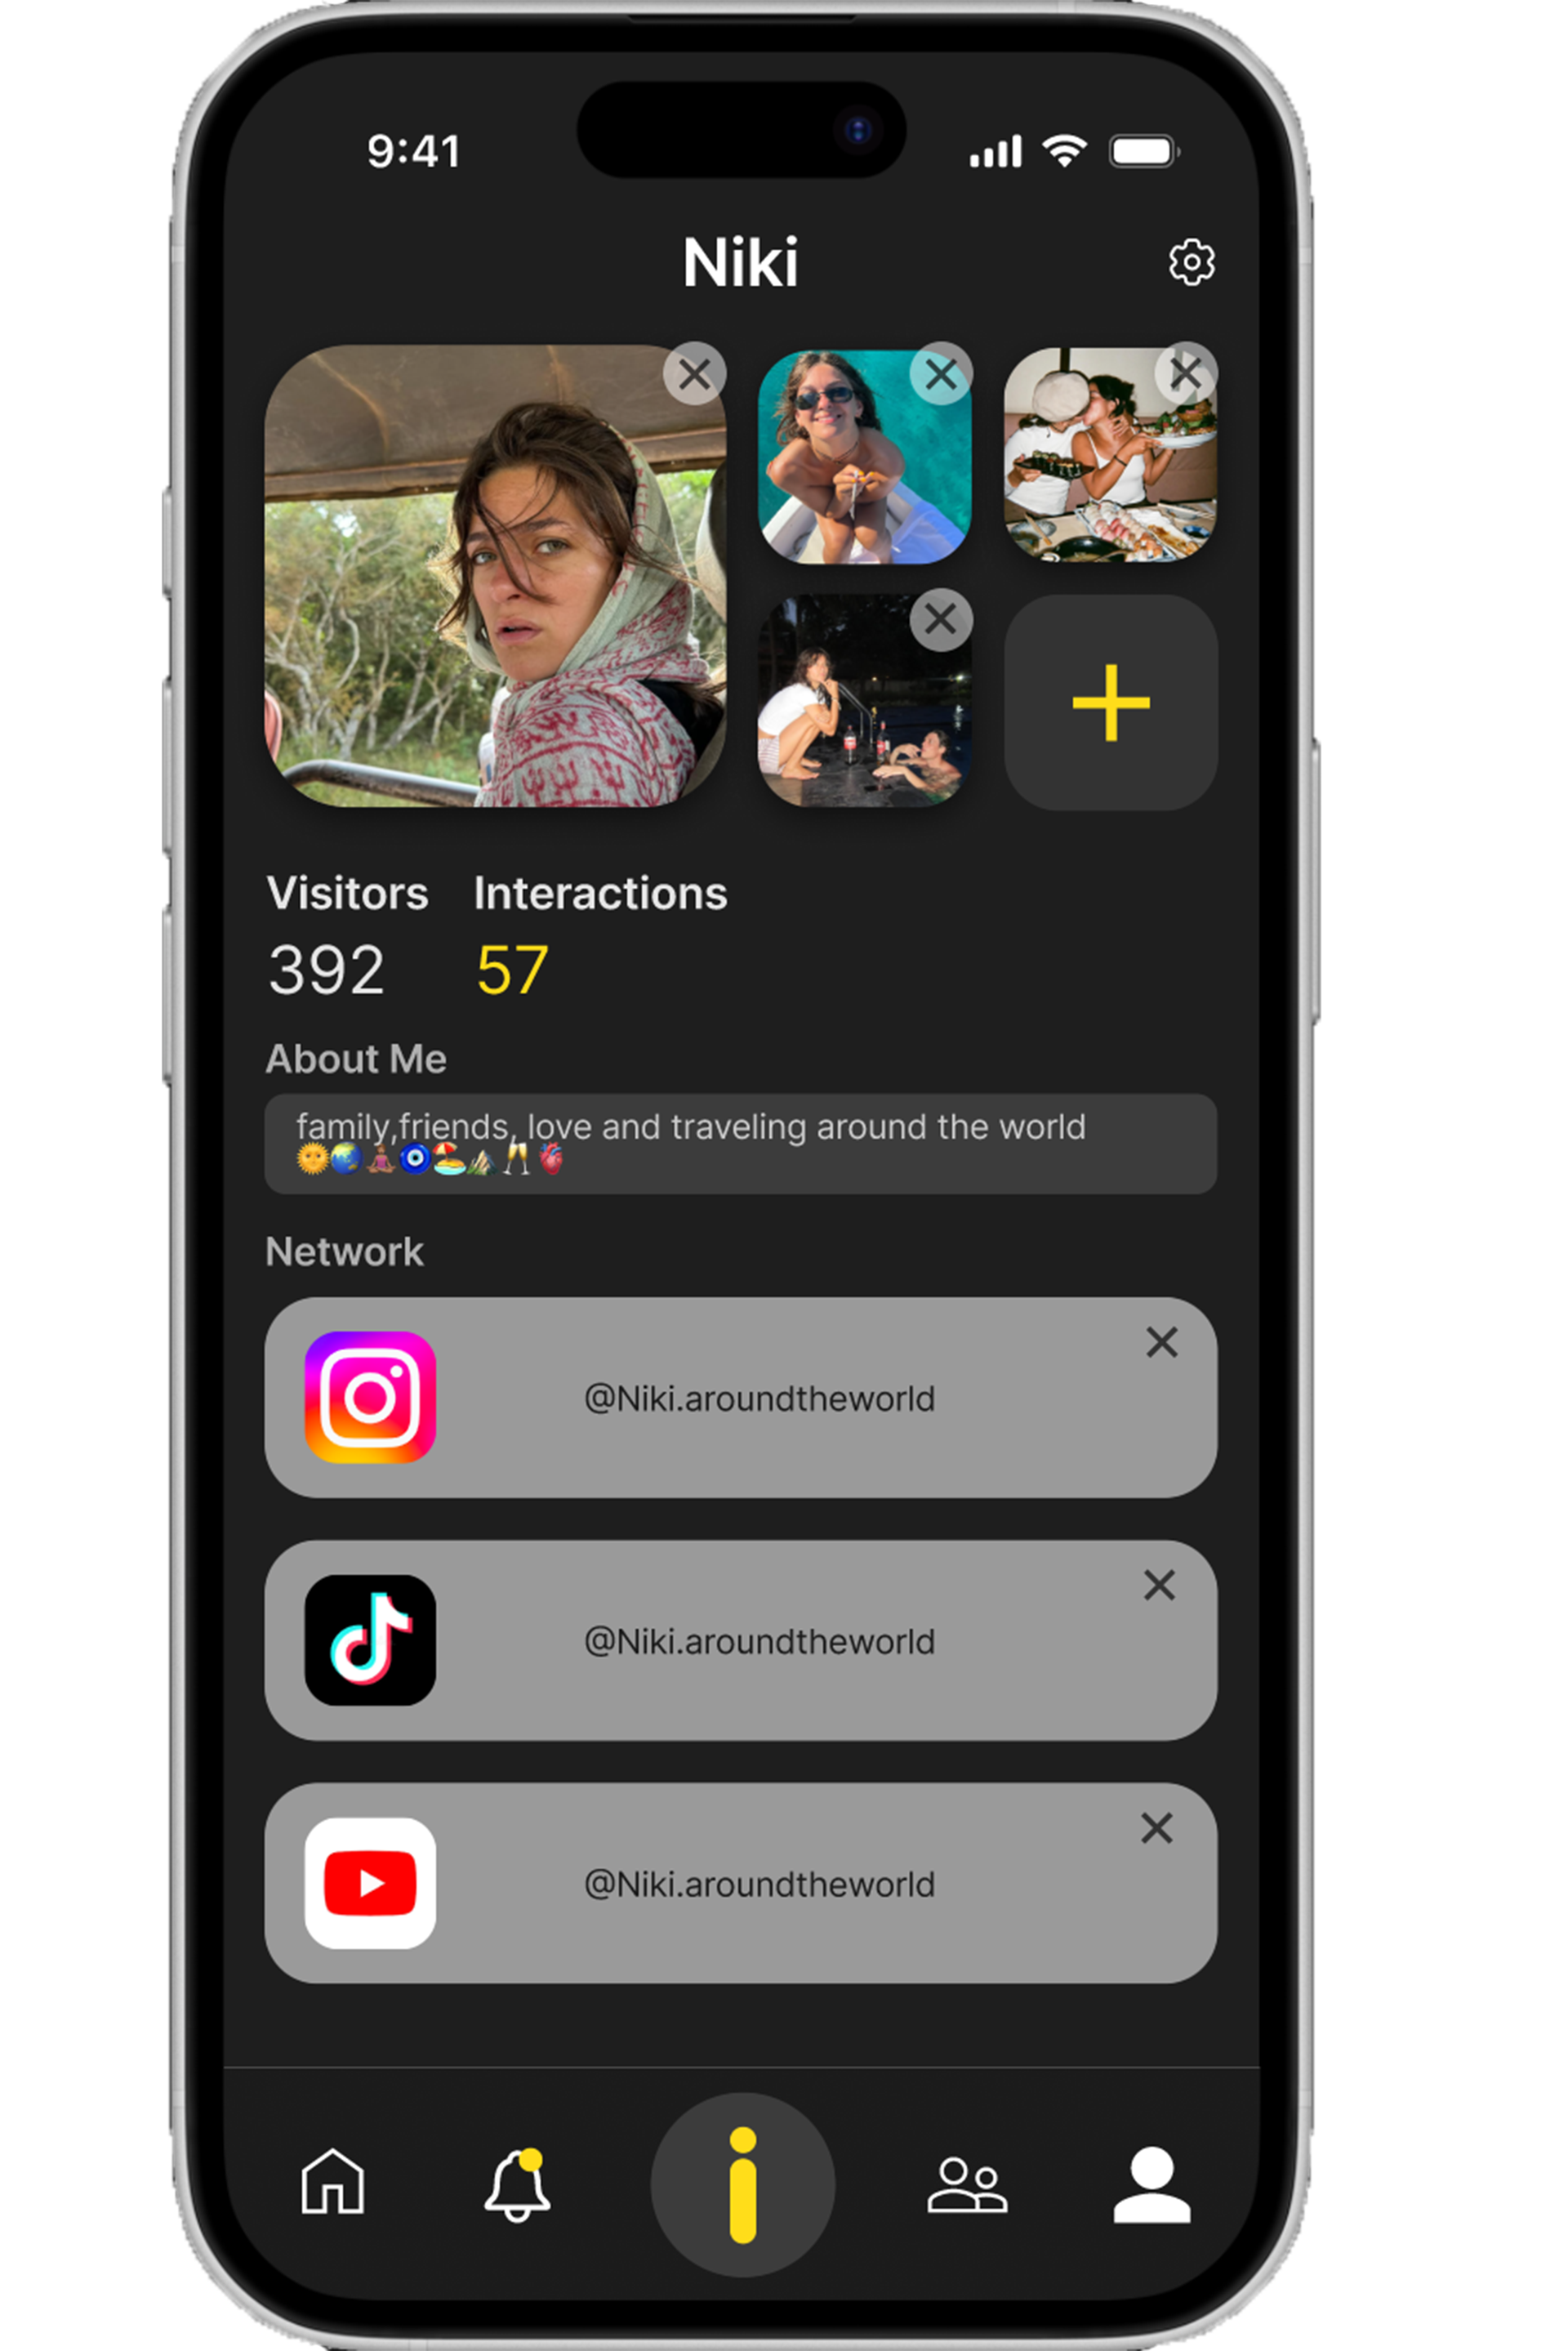 9:41
Niki
Visitors Interactions
392 57
About Me
family,friends, love and traveling around the world
🌞🌏🧘🏽‍♀️🧿🏖️⛰️🥂🫀
Network
@Niki.aroundtheworld
@Niki.aroundtheworld
@Niki.aroundtheworld